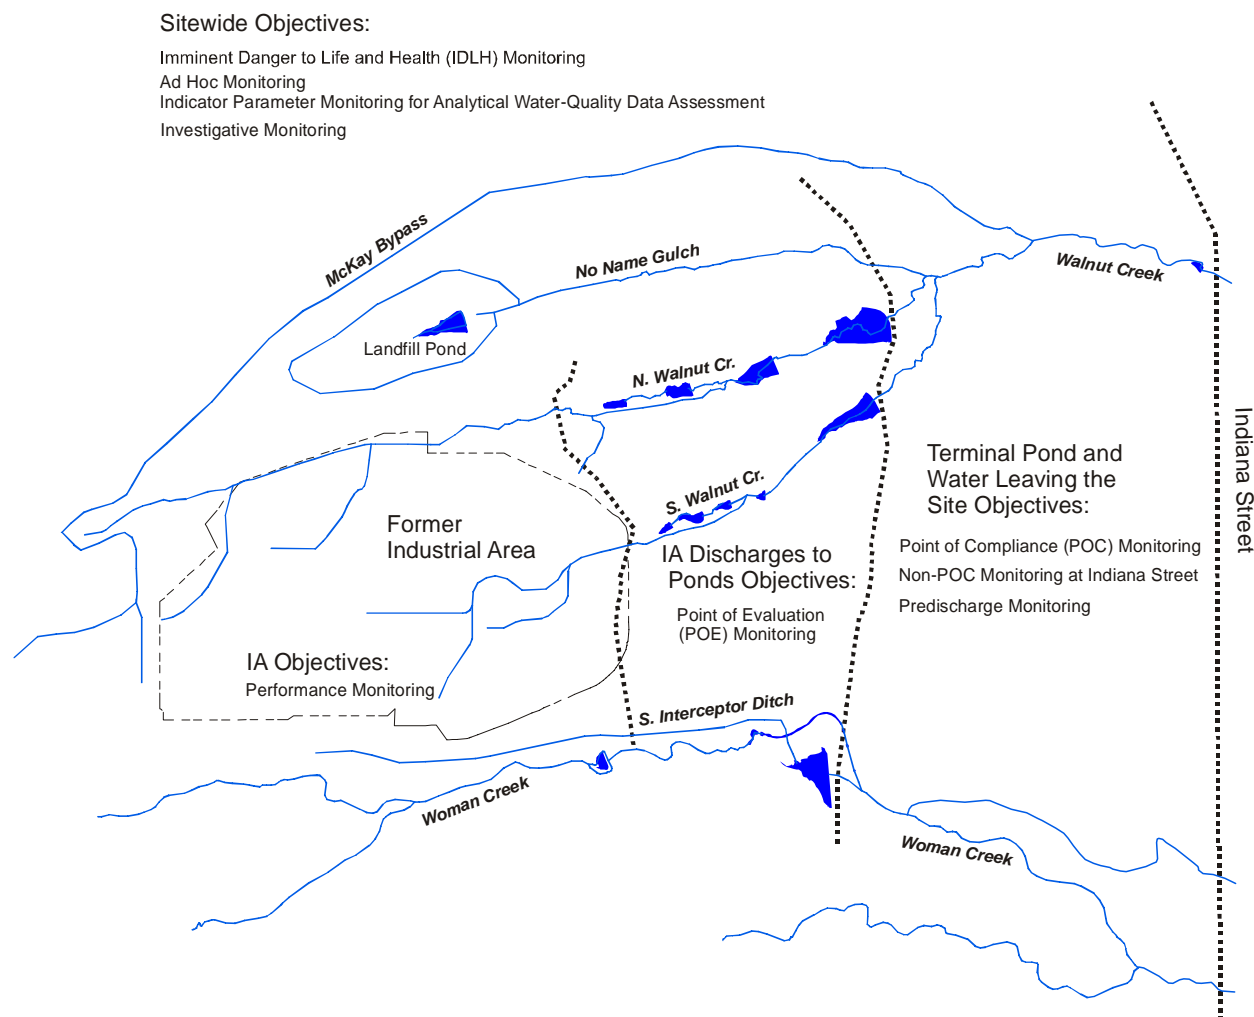 Sitewide Objectives:
Imminent Danger to Life and Health (IDLH) Monitoring
Ad Hoc Monitoring
Indicator Parameter Monitoring for Analytical Water-Quality Data Assessment
Investigative Monitoring
McKay Bypass
No Name Gulch
Walnut Creek
Landfill Pond
N. Walnut Cr.
Indiana Street
Terminal Pond and
Water Leaving the
Site Objectives:
S. Walnut Cr.
Former
Industrial Area
IA Discharges to
Ponds Objectives:
Point of Compliance (POC) Monitoring
Non-POC Monitoring at Indiana Street
Predischarge Monitoring
Point of Evaluation
(POE) Monitoring
IA Objectives:
Performance Monitoring
S. Interceptor Ditch
Woman Creek
Woman Creek